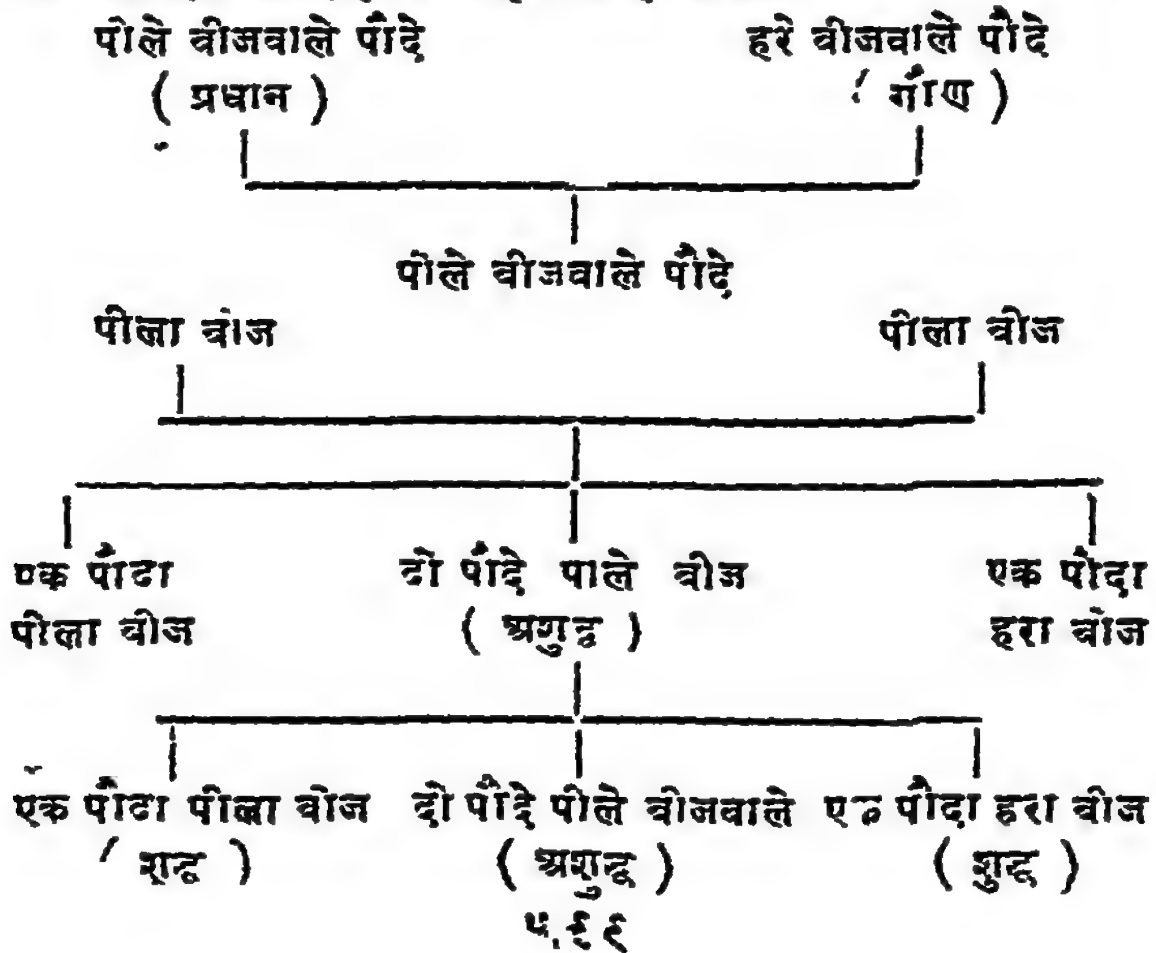 पीले बीजवाले पौदे हरे बीजवाले पौदे
( प्रधान ) ( गौण )
पीले बीजवाले पौदे
पीला बीज पीला बीज
एक पौदा दो पौदे पीले बीज एक पौदा
पीला बीज ( अशुद्ध ) हरा बीज
एक पौदा पीला बीज दो पौदे पीले बीजवाले एक पौदा हरा बीज
( शुद्ध ) ( अशुद्ध ) ( शुद्ध )